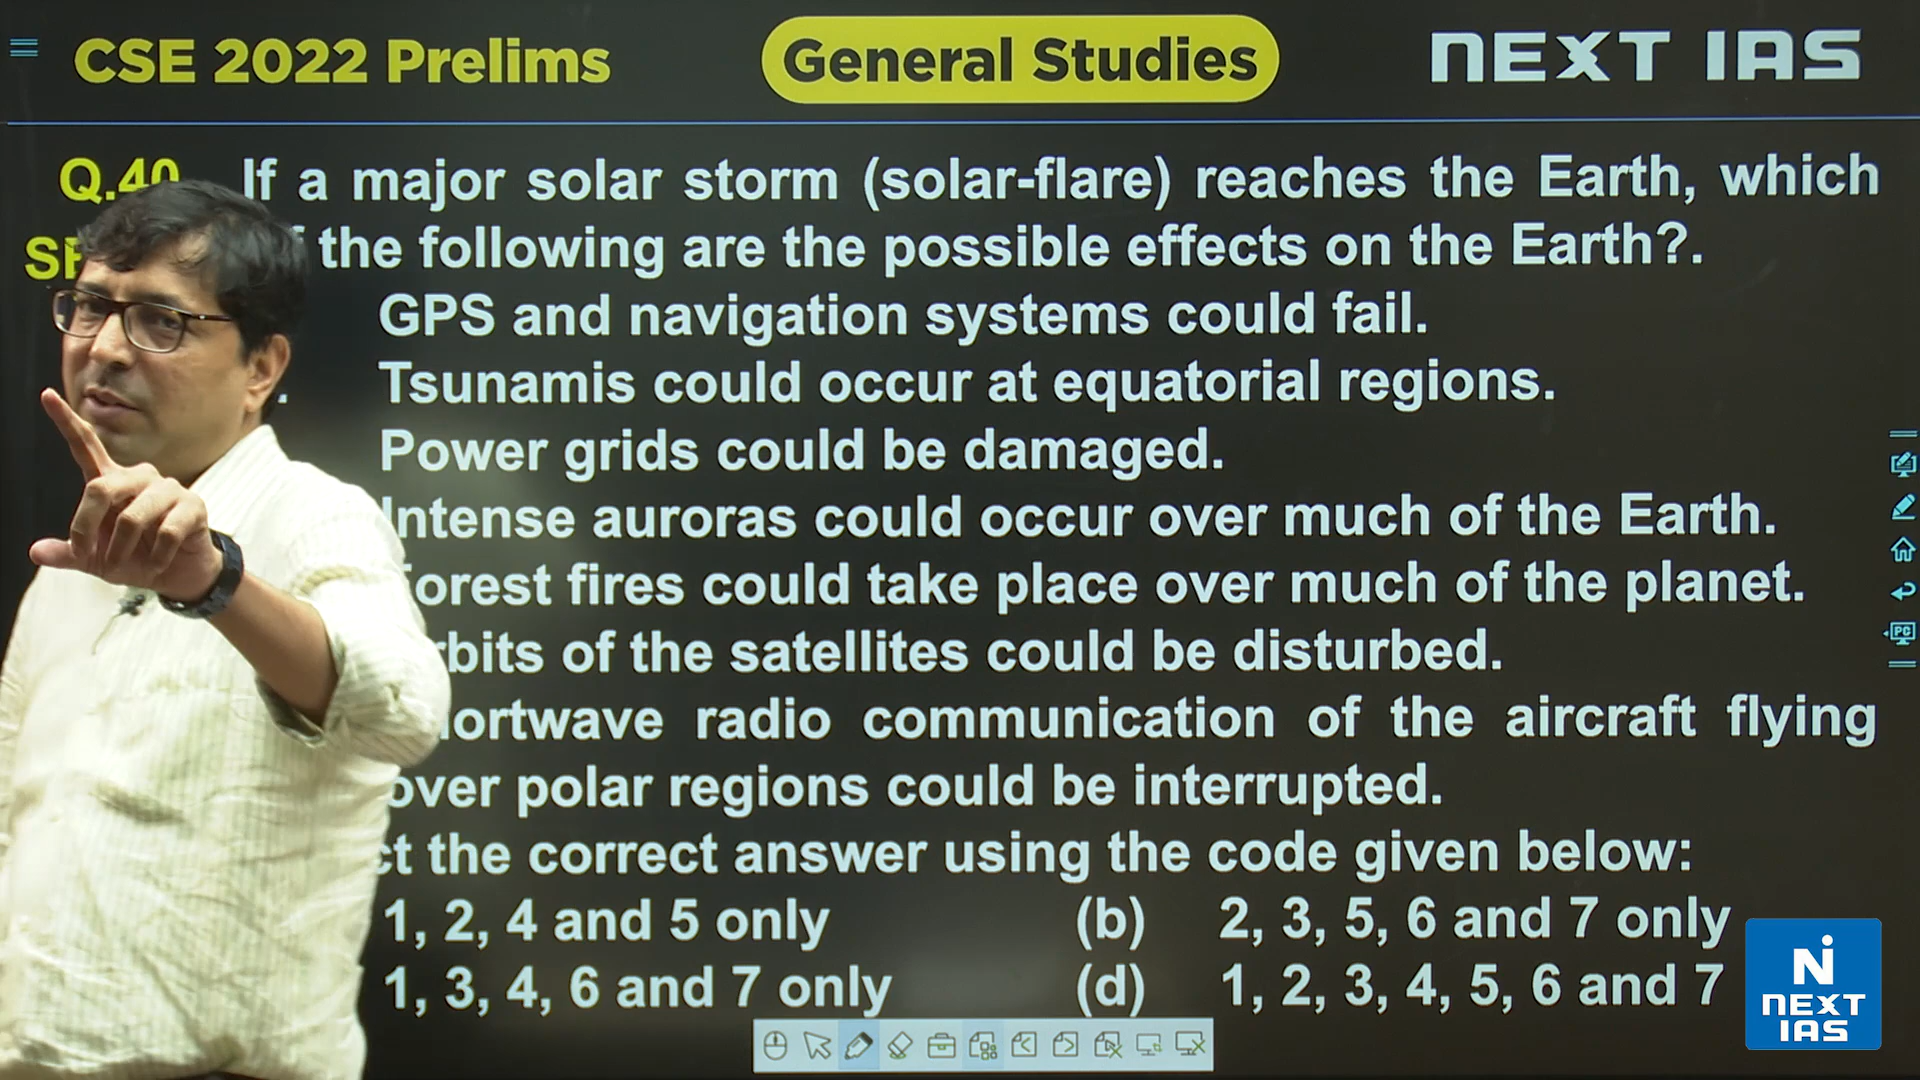 CSE 2022 Prelims
General Studies
NEXT IAS
Q.40 If a major solar storm (solar-flare) reaches the Earth, which
the following are the possible effects on the Earth?.
GPS and navigation systems could fail.
Tsunamis could occur at equatorial regions.
Power grids could be damaged.
Intense auroras could occur over much of the Earth.
fires could take place over much of the planet.
of the satellites could be disturbed.
radio communication of the aircraft flying
over polar regions could be interrupted.
the correct answer using the code given below:
1, 2, 4 and 5 only (b) 2, 3, 5, 6 and 7 only
1, 3, 4, 6 and 7 only (d) 1, 2, 3, 4, 5, 6 and 7
PC
N
NEXT
IAS